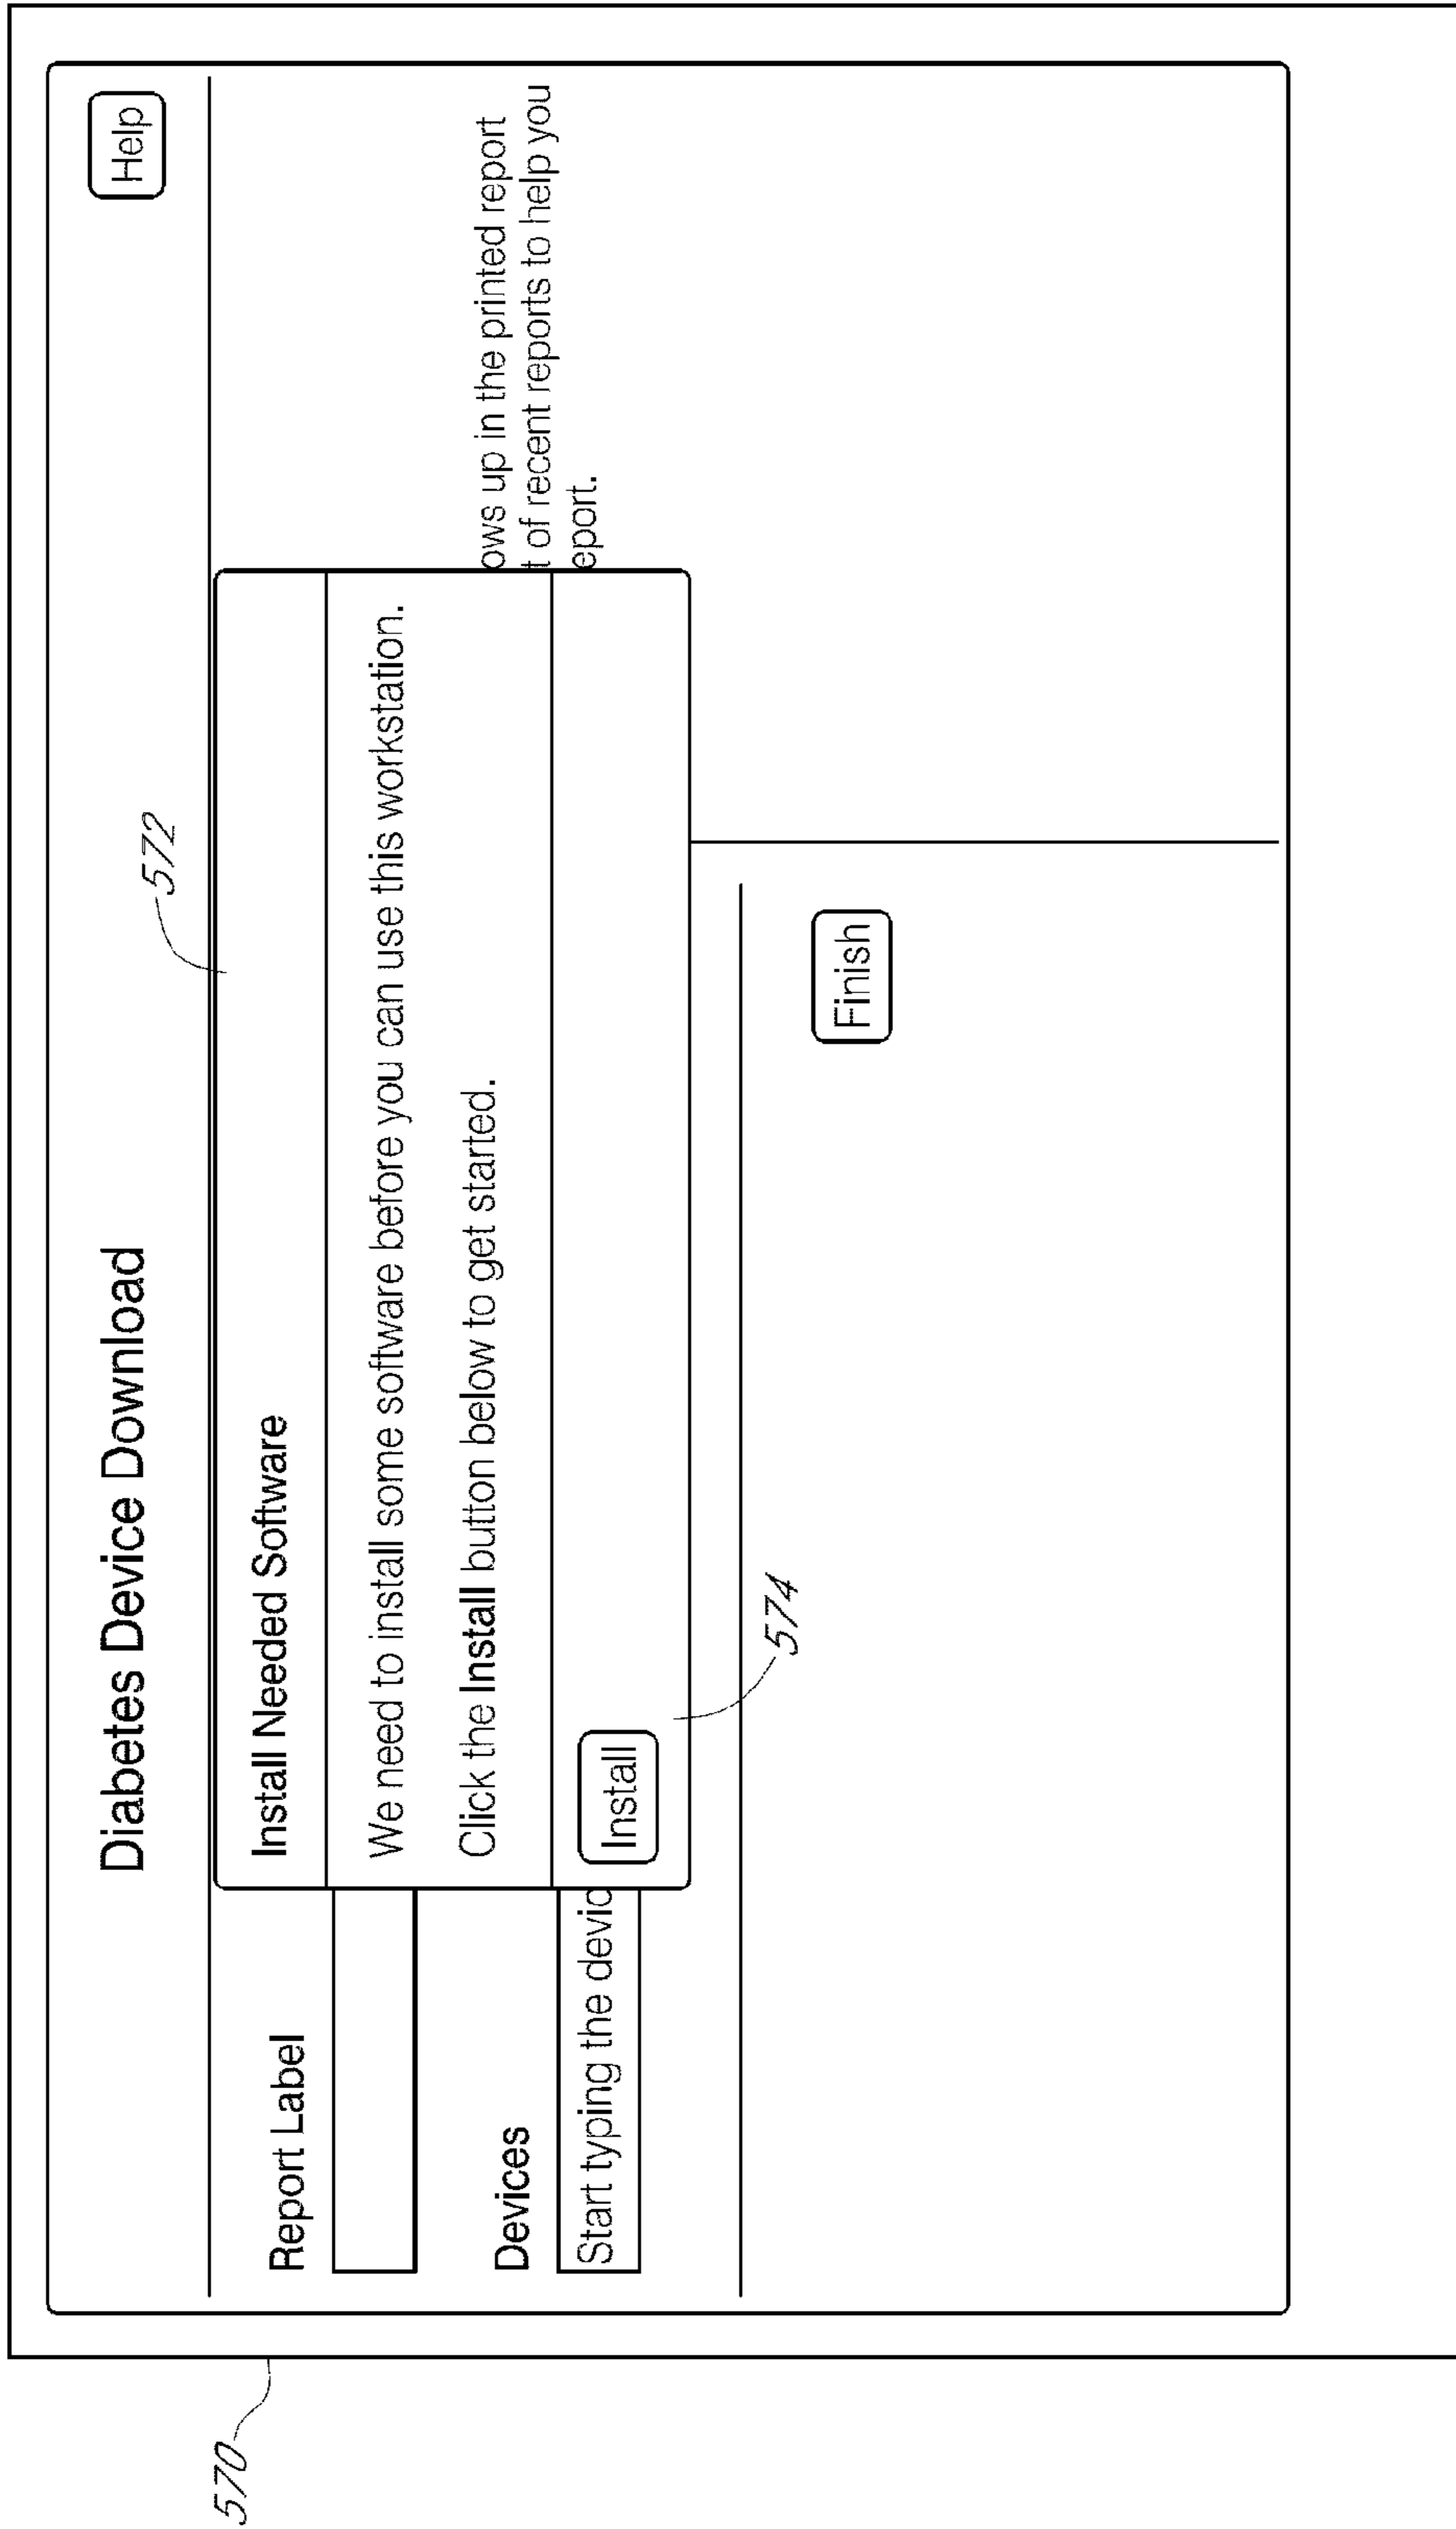 Diabetes Device Download
Help
572
Install Needed Software
We need to install some software before you can use this workstation.
Click the Install button below to get started.
Install
574
Report Label
Devices
Start typing the devic
ows up in the printed report
t of recent reports to help you
eport.
Finish
570